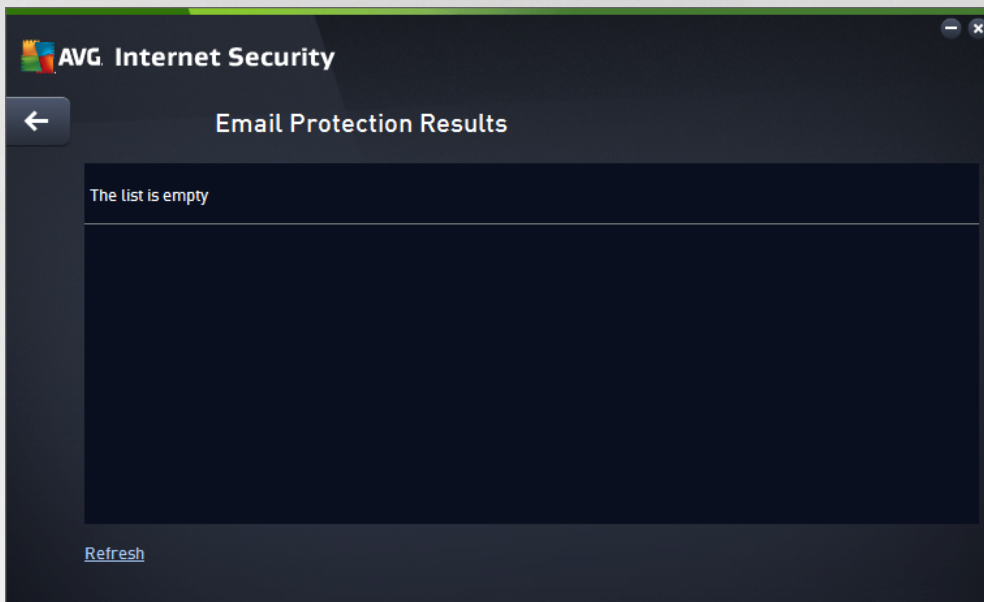 AVG. Internet Security
Email Protection Results
The list is empty
Refresh